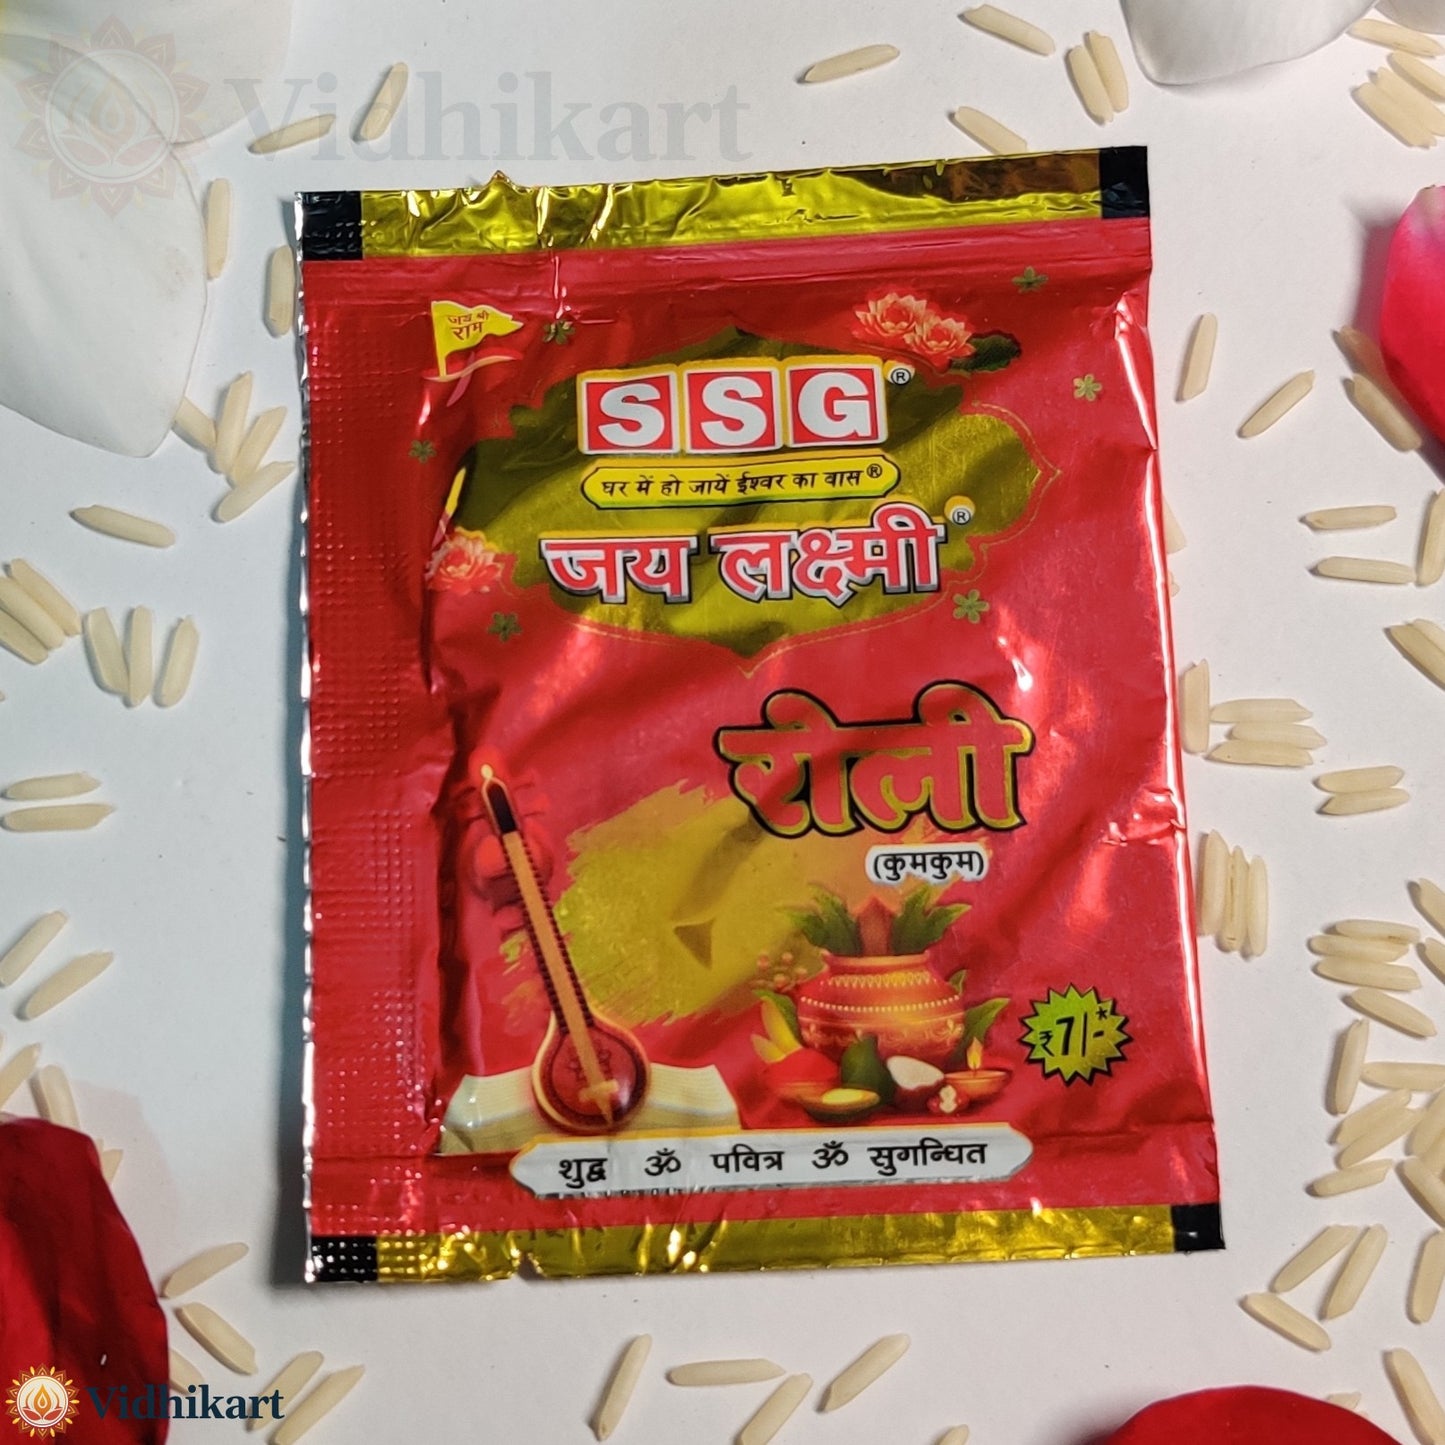 Vidhikart
जय श्री
राम
SSG®
घर में हो जायें ईश्वर का वास®
जय लक्ष्मी®
रोली
(कुमकुम)
₹7/-*
शुद्ध ॐ पवित्र ॐ सुगन्धित
Vidhikart